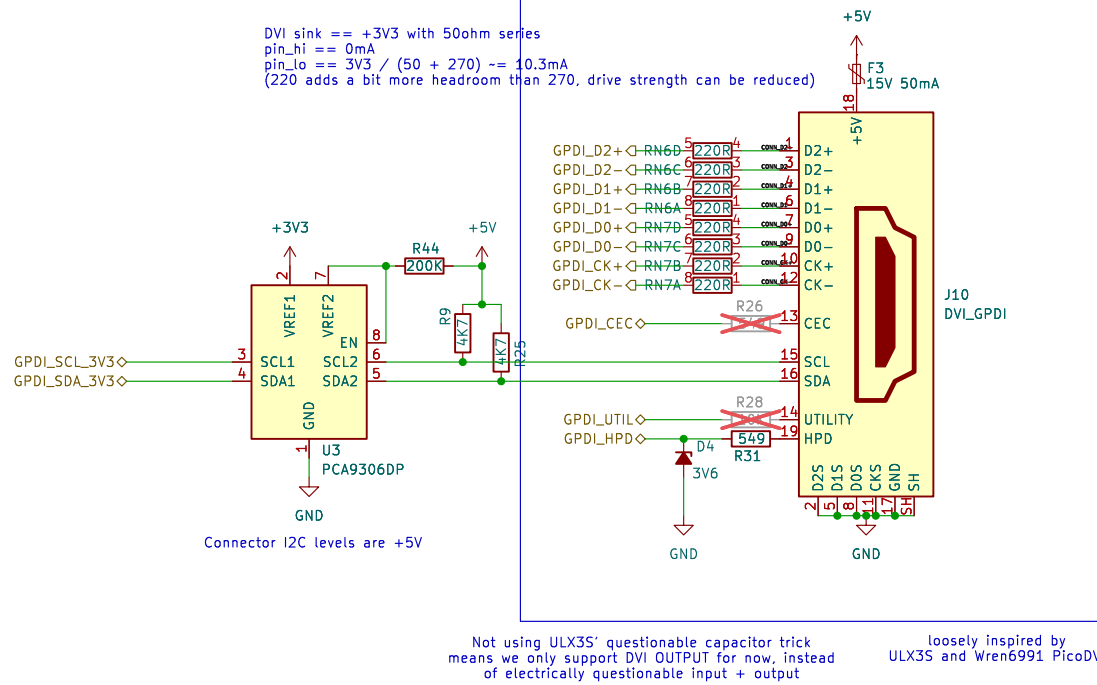 DVI sink == +3V3 with 50ohm series
pin_hi == 0mA
pin_lo == 3V3 / (50 + 270) ~= 10.3mA
(220 adds a bit more headroom than 270, drive strength can be reduced)
+5V
F3
15V 50mA
18
+5V
GPDI_D2+ RN6D 5 220R 4 CONN_D2+ 1 D2+
GPDI_D2- RN6C 6 220R 3 CONN_D2- 3 D2-
GPDI_D1+ RN6B 7 220R 2 CONN_D1+ 4 D1+
GPDI_D1- RN6A 8 220R 1 CONN_D1- 6 D1-
GPDI_D0+ RN7D 5 220R 4 CONN_D0+ 7 D0+
GPDI_D0- RN7C 6 220R 3 CONN_D0- 9 D0-
GPDI_CK+ RN7B 7 220R 2 10 CK+
GPDI_CK- RN7A 8 220R 1 12 CK-
R26
GPDI_CEC 13 CEC
J10
DVI_GPDI
15 SCL
16 SDA
R28
GPDI_UTIL 14 UTILITY
GPDI_HPD 549 19 HPD
R31
D4
3V6
GND
D2S D1S D0S CKS GND SH
2 5 8 11 17 SH
GND
+3V3
+5V
R44
200K
2 7
VREF1 VREF2
R9
4K7
4K7
R25
EN 8
GPDI_SCL_3V3 3 SCL1 SCL2 6
GPDI_SDA_3V3 4 SDA1 SDA2 5
GND
1
U3
PCA9306DP
GND
Connector I2C levels are +5V
Not using ULX3S' questionable capacitor trick
means we only support DVI OUTPUT for now, instead
of electrically questionable input + output
loosely inspired by
ULX3S and Wren6991 PicoDV